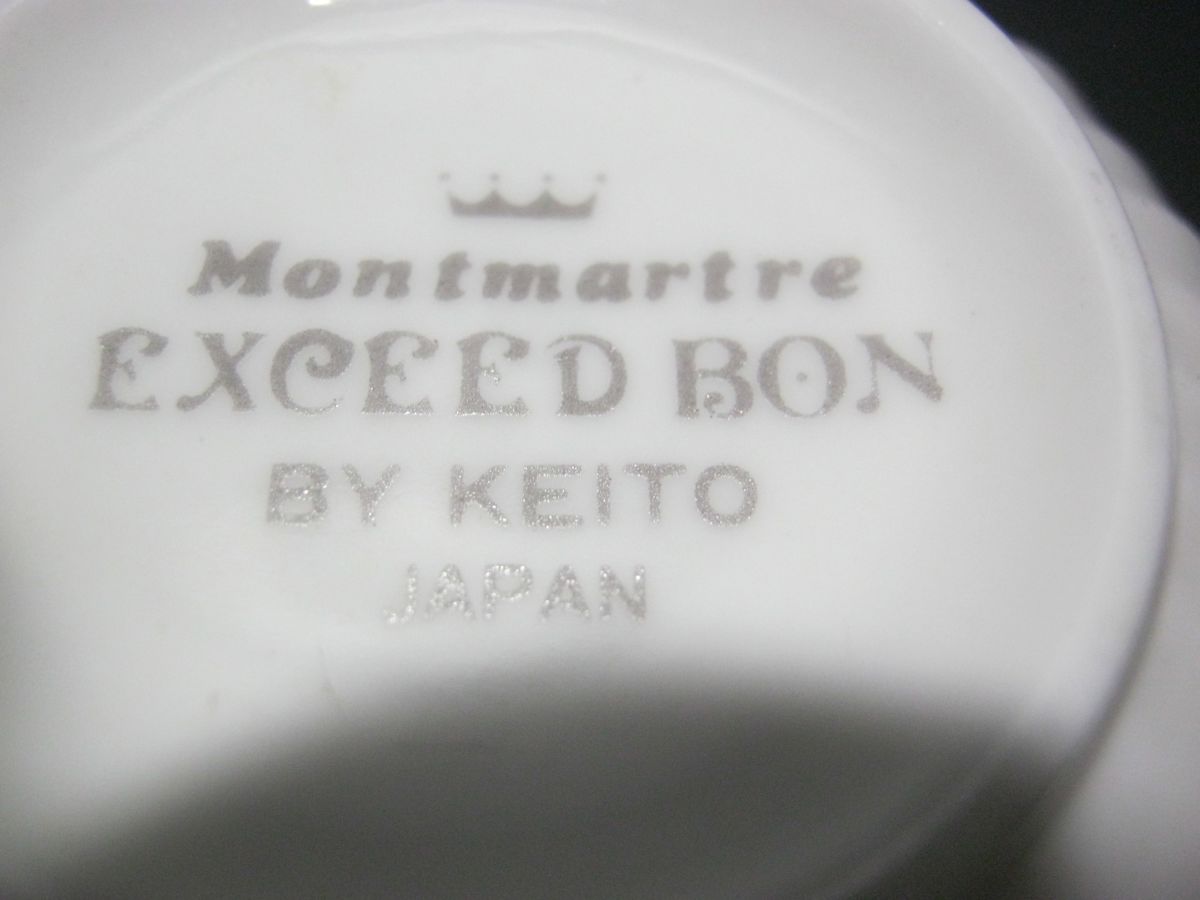 Montmartre
EXCEED BON
BY KEITO
JAPAN